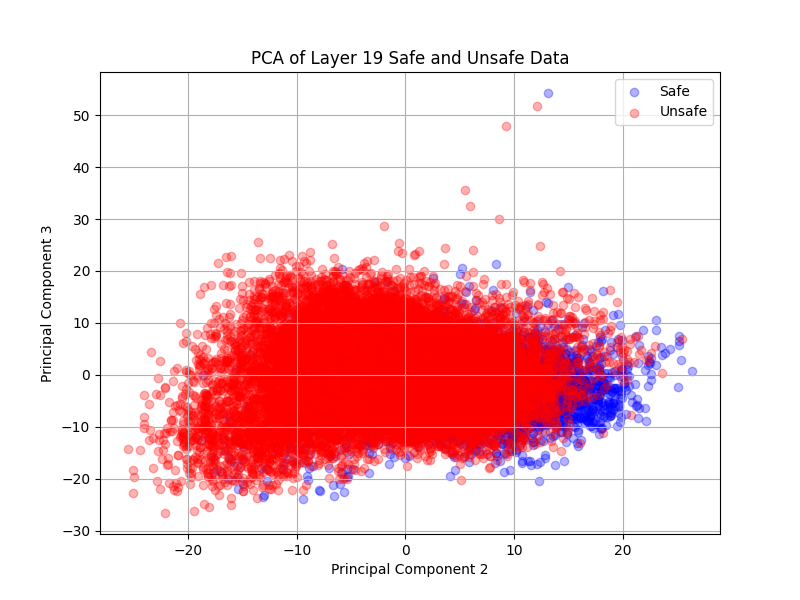 PCA of Layer 19 Safe and Unsafe Data
Safe
Unsafe
Principal Component 3
50
40
30
20
10
0
−10
−20
−30
−20
−10
0
10
20
Principal Component 2